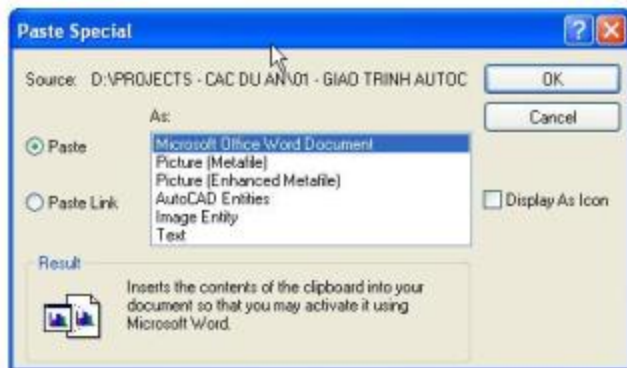 Paste Special
Source: D:\PROJECTS - CAC DU AN\01 - GIAO TRINH AUTOC
OK
As:
Cancel
Paste
Microsoft Office Word Document
Picture (Metafile)
Picture (Enhanced Metafile)
Paste Link
AutoCAD Entities
Display As Icon
Image Entity
Text
Result
Inserts the contents of the clipboard into your
document so that you may activate it using
Microsoft Word.